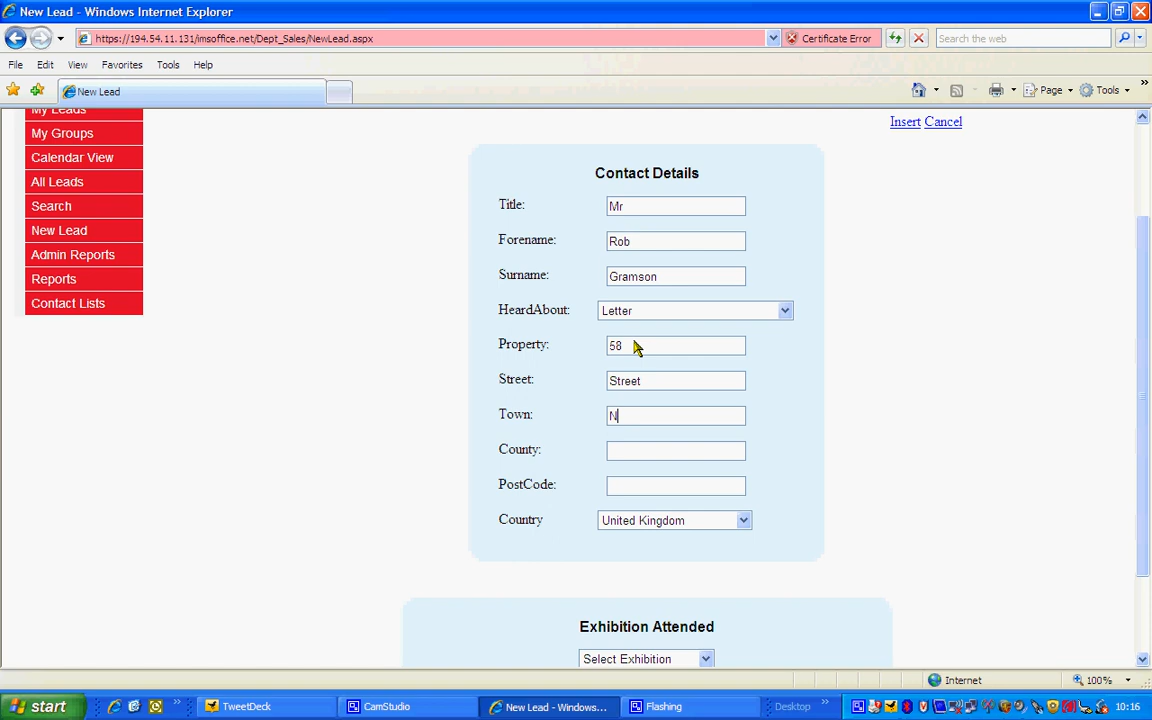 New Lead - Windows Internet Explorer
https://194.54.11.131/imsoffice.net/Dept_Sales/NewLead.aspx
Certificate Error
Search the web
File Edit View Favorites Tools Help
New Lead
Page Tools
My Leads
My Groups
Calendar View
All Leads
Search
New Lead
Admin Reports
Reports
Contact Lists
Insert Cancel
Contact Details
Title: Mr
Forename: Rob
Surname: Gramson
HeardAbout: Letter
Property: 58
Street: Street
Town: N
County:
PostCode:
Country United Kingdom
Exhibition Attended
Select Exhibition
Internet 100%
start TweetDeck CamStudio New Lead - Windows... Flashing Desktop 10:16